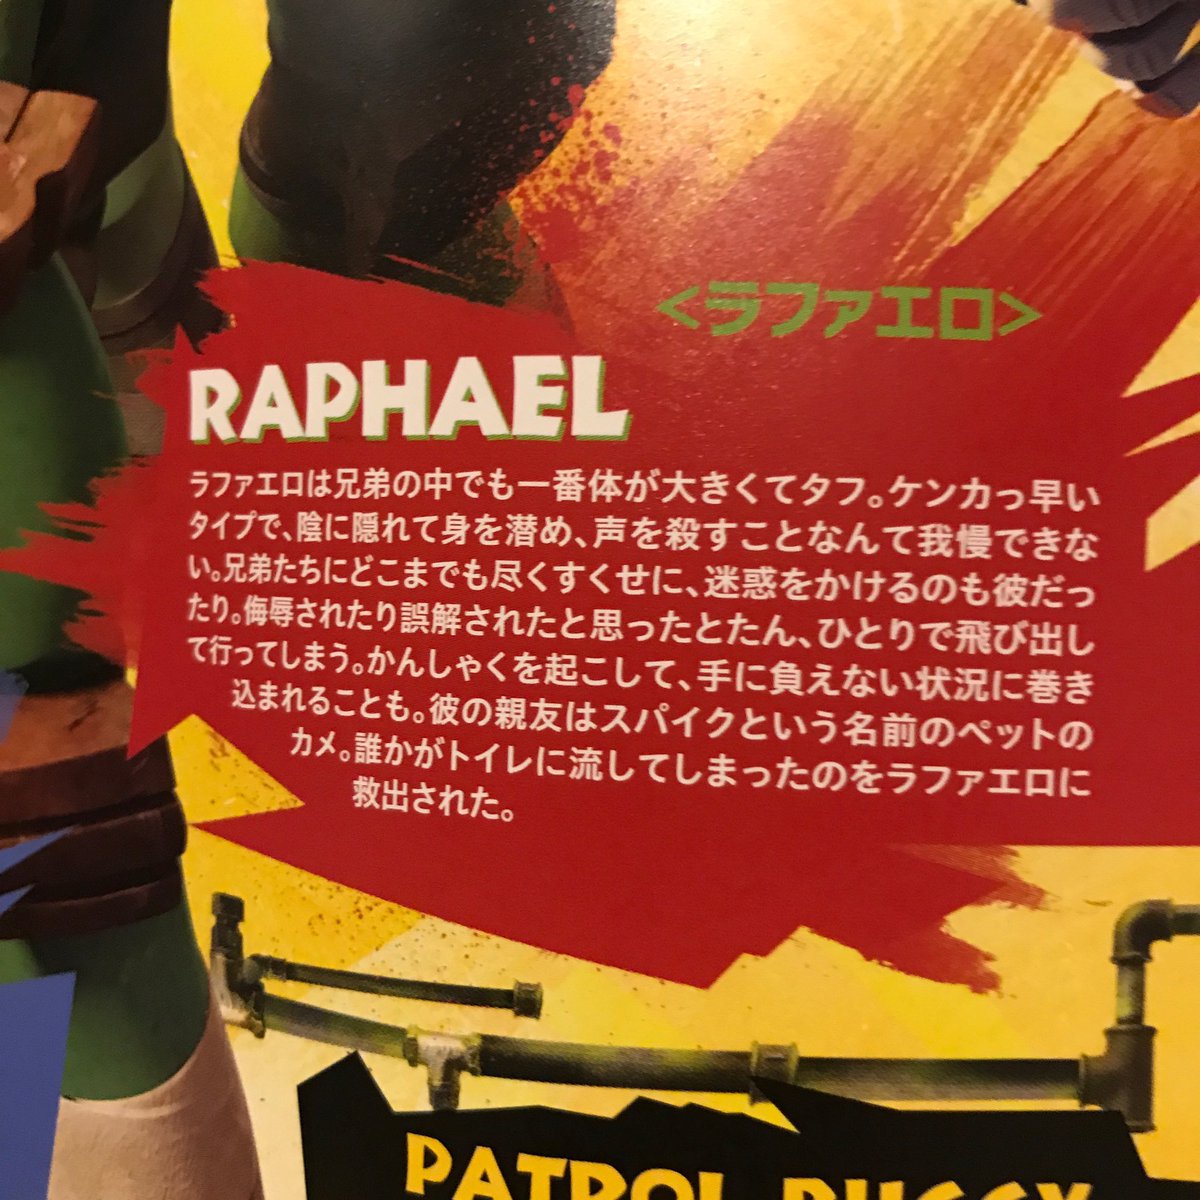 <ラファエロ>
RAPHAEL
ラファエロは兄弟の中でも一番体が大きくてタフ。ケンカっ早い
タイプで、陰に隠れて身を潜め、声を殺すことなんて我慢できな
い。兄弟たちにどこまでも尽くすくせに、迷惑をかけるのも彼だっ
たり。侮辱されたり誤解されたと思ったとたん、ひとりで飛び出し
て行ってしまう。かんしゃくを起こして、手に負えない状況に巻き
込まれることも。彼の親友はスパイクという名前のペットの
カメ。誰かがトイレに流してしまったのをラファエロに
救出された。
PATROL BUGGY